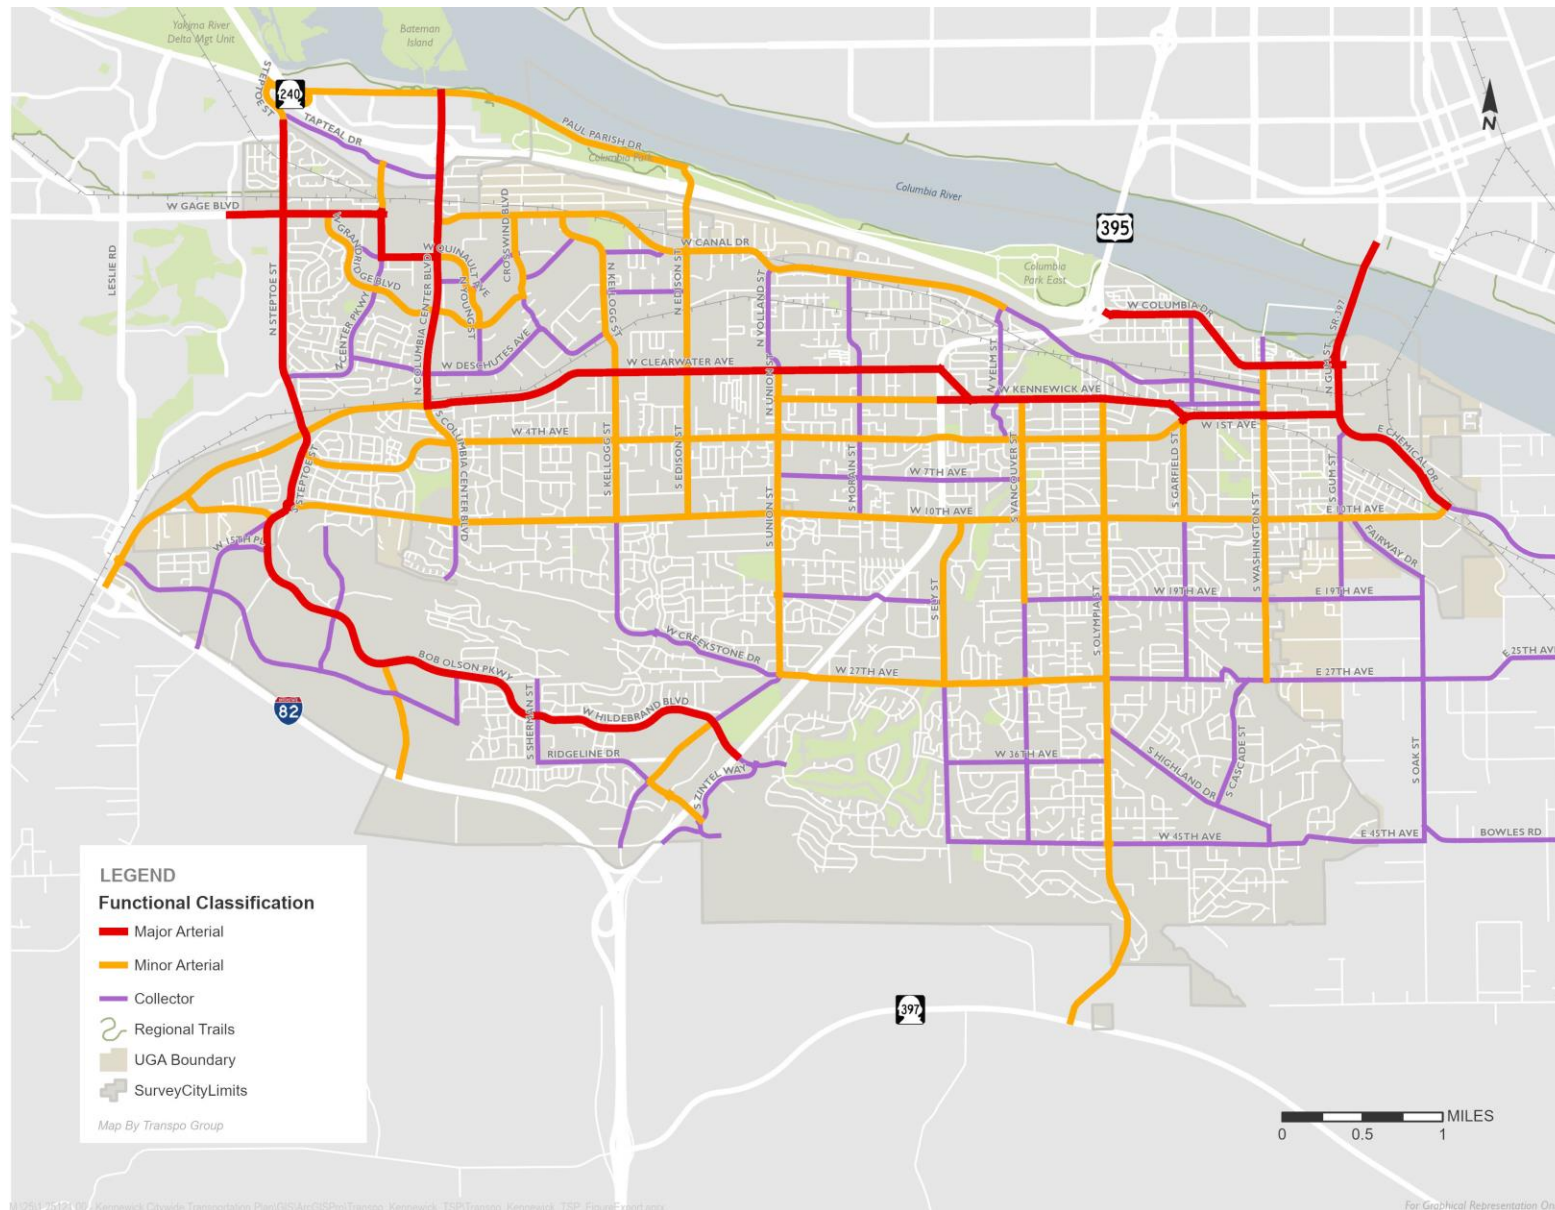 Yakima River
Delta Mgt Unit
Bateman
Island
STEPTOE ST
240
TAPTEAL DR
PAUL PARISH DR
Columbia Park
Columbia River
N
W GAGE BLVD
LESLIE RD
N STEPTOE ST
W GRANDRIDGE BLVD
N CENTER PKWY
N COLUMBIA CENTER BLVD
W QUINAULT AVE
N YOUNG ST
CROSSWIND BLVD
W DESCHUTES AVE
N KELLOGG ST
N EDISON ST
W CANAL DR
N VOLLAND ST
395
Columbia
Park East
W COLUMBIA DR
SR 397
N GUM ST
W CLEARWATER AVE
N UNION ST
N YELM ST
W KENNEWICK AVE
W 1ST AVE
E CHEMICAL DR
S STEPTOE ST
S COLUMBIA CENTER BLVD
W 4TH AVE
S KELLOGG ST
S EDISON ST
S UNION ST
S MORAIN ST
W 7TH AVE
S VANCOUVER ST
S GARFIELD ST
S WASHINGTON ST
S GUM ST
W 10TH AVE
E 10TH AVE
FAIRWAY DR
W 15TH PL
W 19TH AVE
E 19TH AVE
S ELY ST
S OLYMPIA ST
W CREEKSTONE DR
BOB OLSON PKWY
W 27TH AVE
E 27TH AVE
E 25TH AVE
82
S SHERMAN ST
W HILDEBRAND BLVD
RIDGELINE DR
S ZINTEL WAY
W 36TH AVE
S HIGHLAND DR
S CASCADE ST
S OAK ST
W 45TH AVE
E 45TH AVE
BOWLES RD
397
LEGEND
Functional Classification
Major Arterial
Minor Arterial
Collector
Regional Trails
UGA Boundary
SurveyCityLimits
Map By Transpo Group
MILES
0 0.5 1
For Graphical Representation On